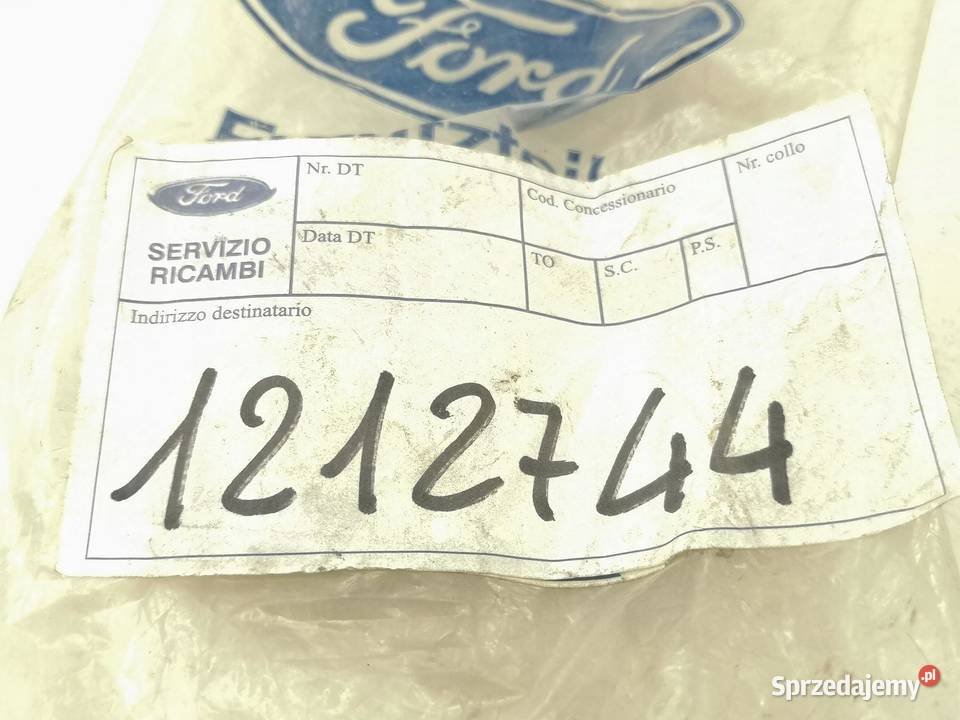 Ford
Ford
SERVIZIO
RICAMBI
Nr. DT
Data DT
Cod. Concessionario
TO
S.C.
P.S.
Nr. collo
Indirizzo destinatario
1212744
Sprzedajemy.pl